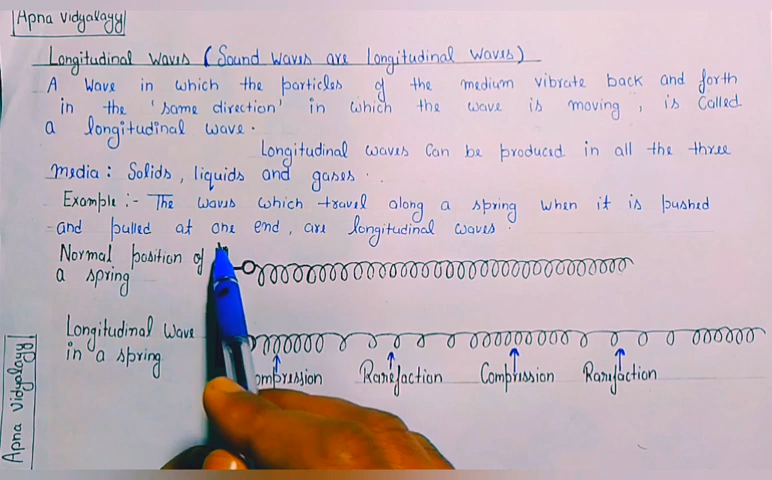 Apna Vidyalayy
Longitudinal Waves (Sound waves are Longitudinal Waves)
A Wave in which the particles of the medium vibrate back and forth
in the 'same direction' in which the wave is moving, is Called
a longitudinal wave.
Longitudinal waves Can be produced in all the three
media: Solids, liquids and gases.
Example :- The waves which travel along a spring when it is pushed
and pulled at one end, are longitudinal waves.
Normal position of
a spring
Longitudinal Wave
in a spring
ompression Rarefaction Compression Rarefaction
Apna Vidyalayy